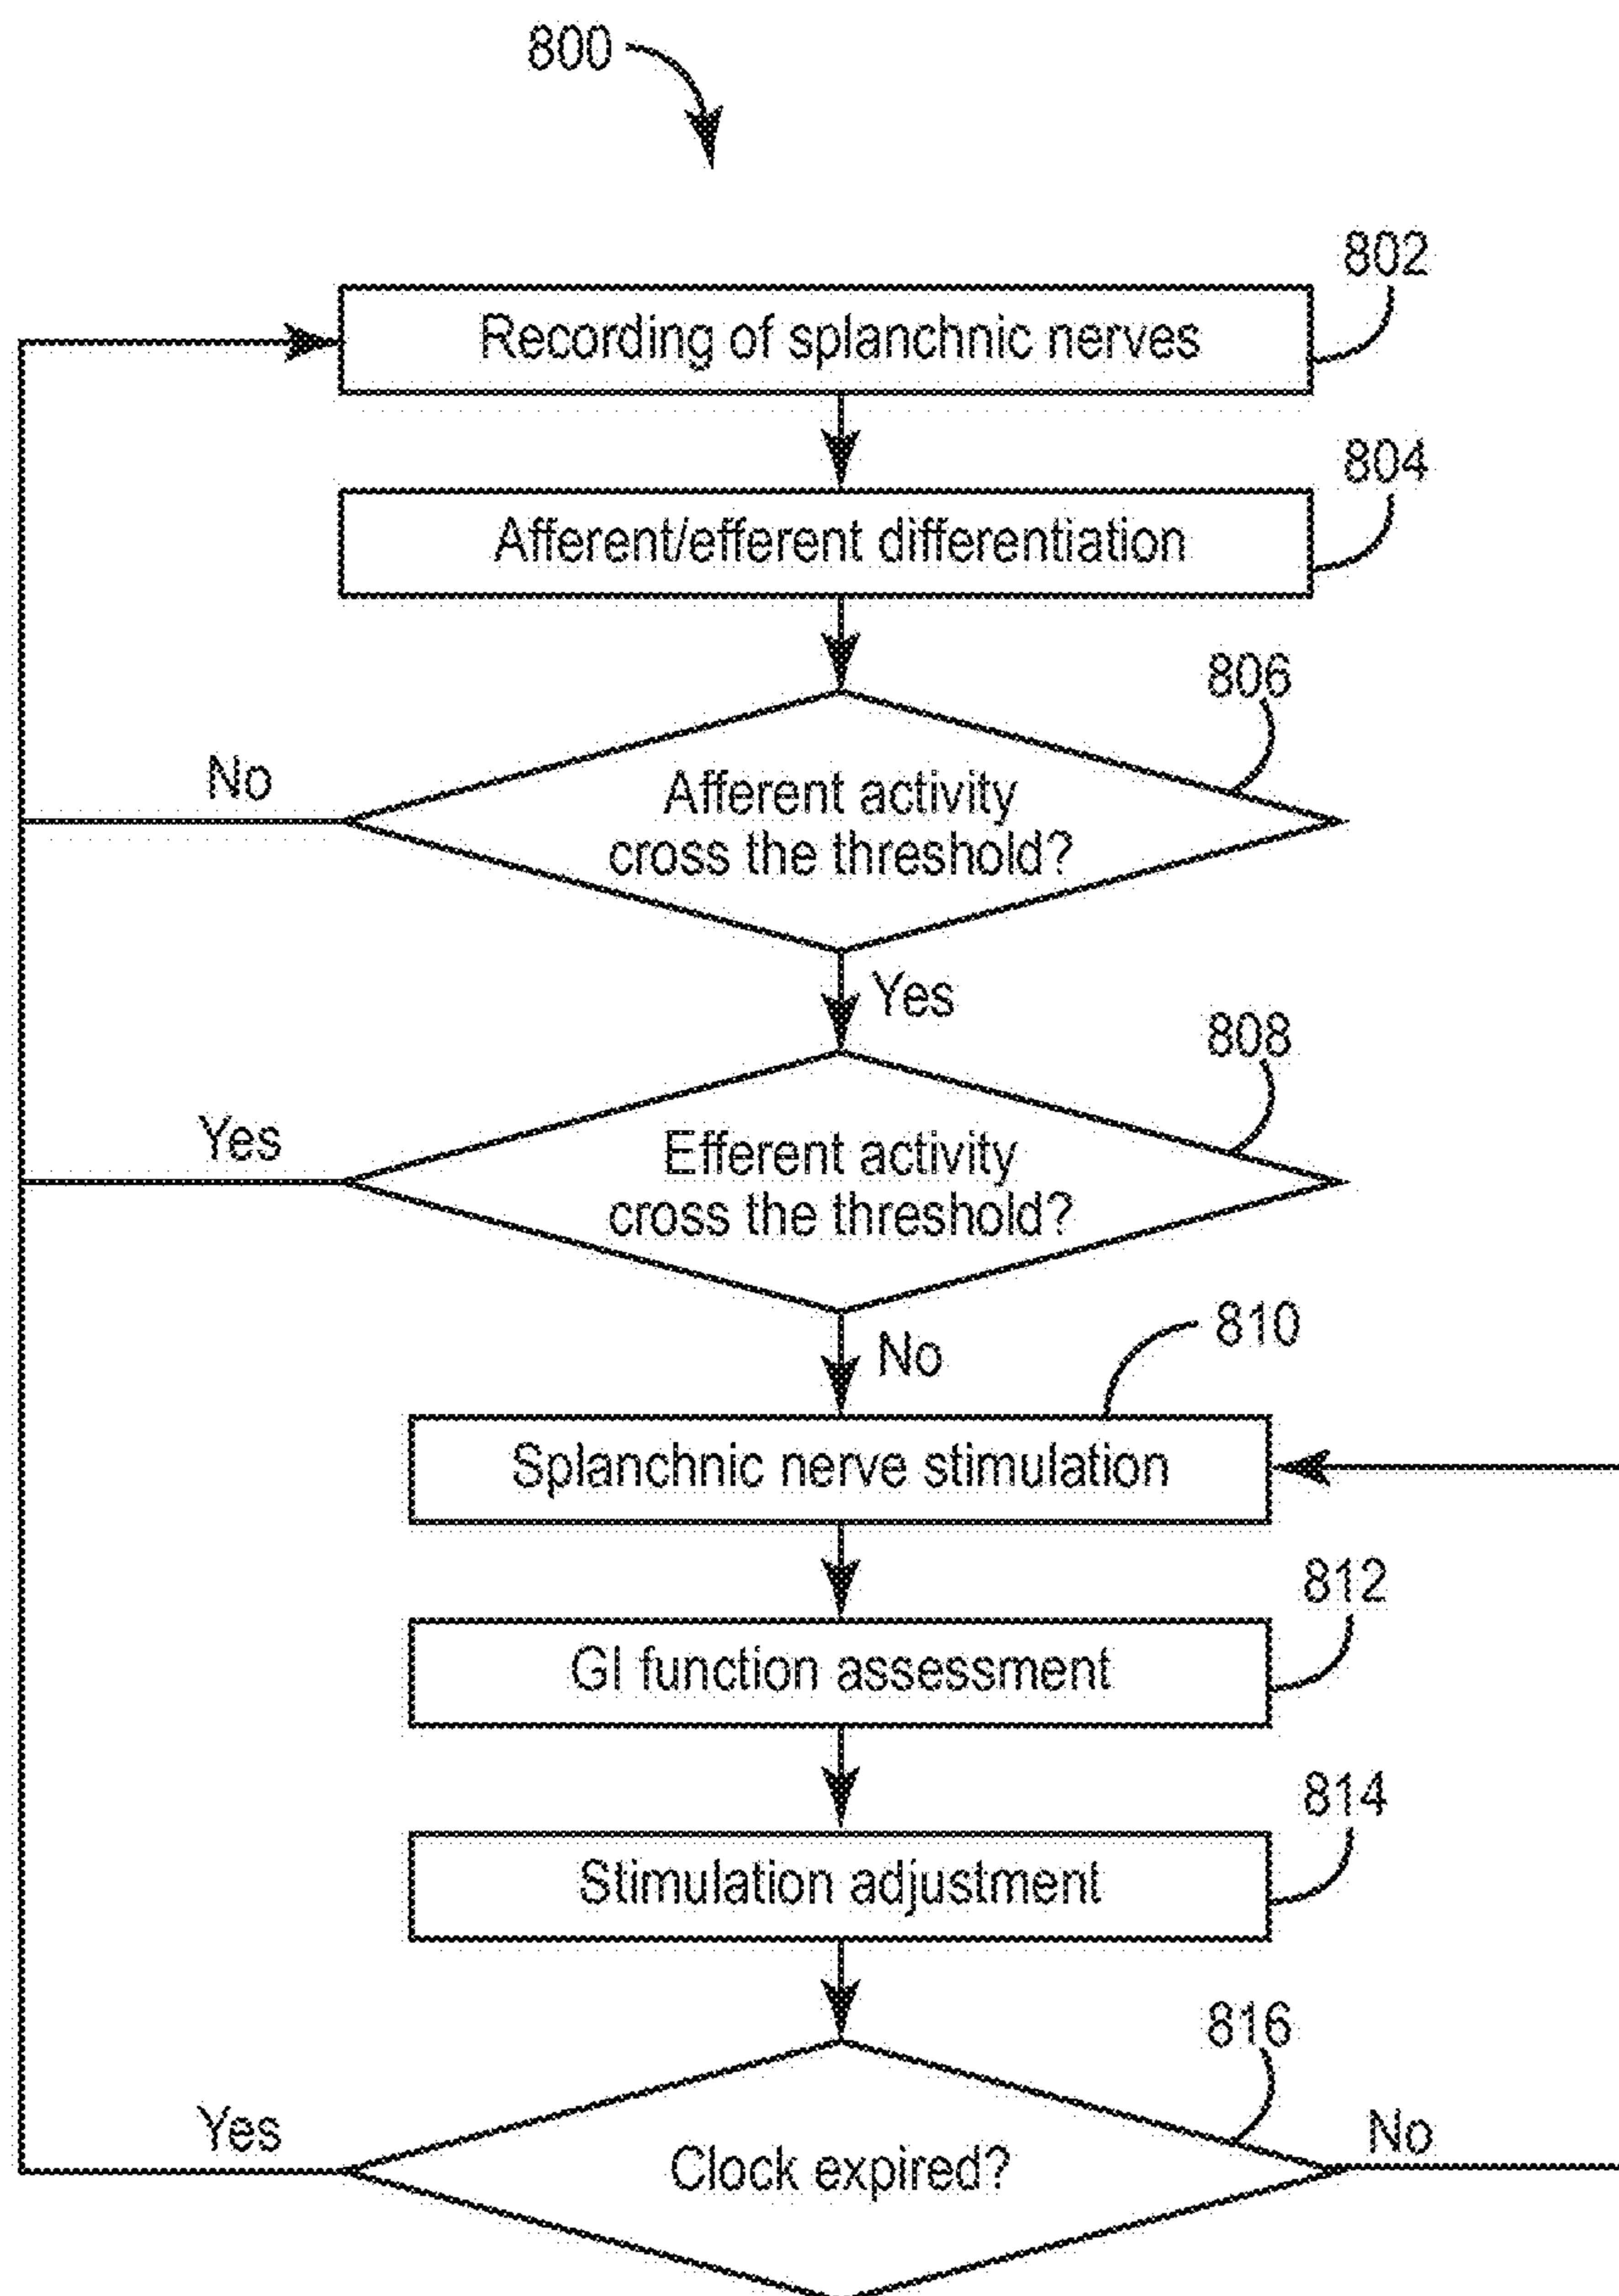 800
802
Recording of splanchnic nerves
804
Afferent/efferent differentiation
806
No
Afferent activity
cross the threshold?
Yes
808
Yes
Efferent activity
cross the threshold?
810
No
Splanchnic nerve stimulation
812
GI function assessment
814
Stimulation adjustment
816
Yes
No
Clock expired?